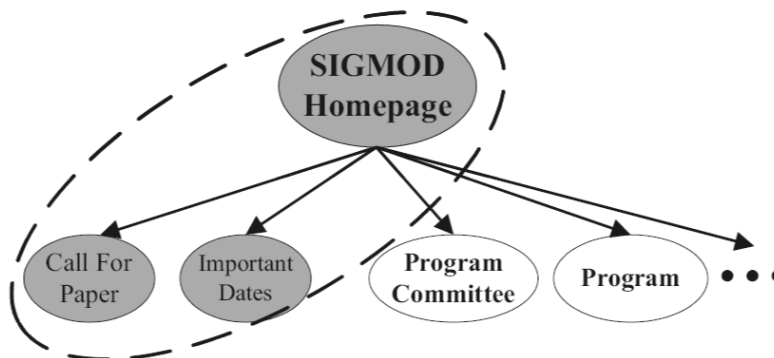 SIGMOD
Homepage
Call For
Paper
Important
Dates
Program
Committee
Program